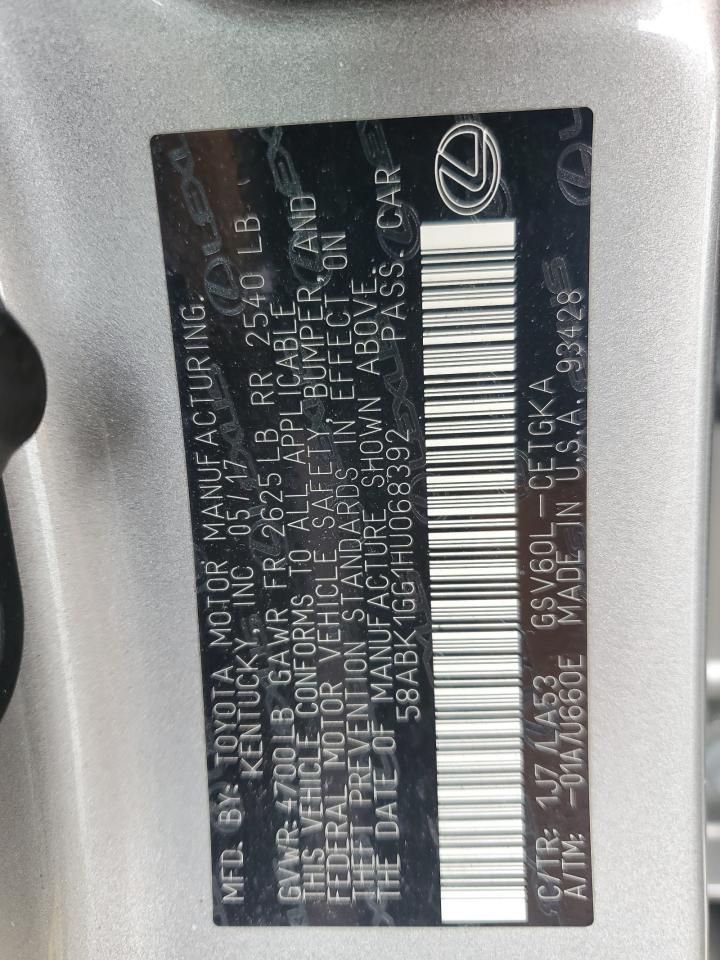 MFD. BY: TOYOTA MOTOR MANUFACTURING.
KENTUCKY, INC 05/17
GVWR: 4700 LB GAWR FR 2625 LB RR 2540 LB
THIS VEHICLE CONFORMS TO ALL APPLICABLE
FEDERAL MOTOR VEHICLE SAFETY, BUMPER, AND
THEFT PREVENTION STANDARDS IN EFFECT ON
THE DATE OF MANUFACTURE SHOWN ABOVE.
58ABK1GG1HU068392 PASS. CAR
C/TR: 1J7/LA53 GSV60L-CETGKA
A/TM: -01A/U660E MADE IN U.S.A. 93428